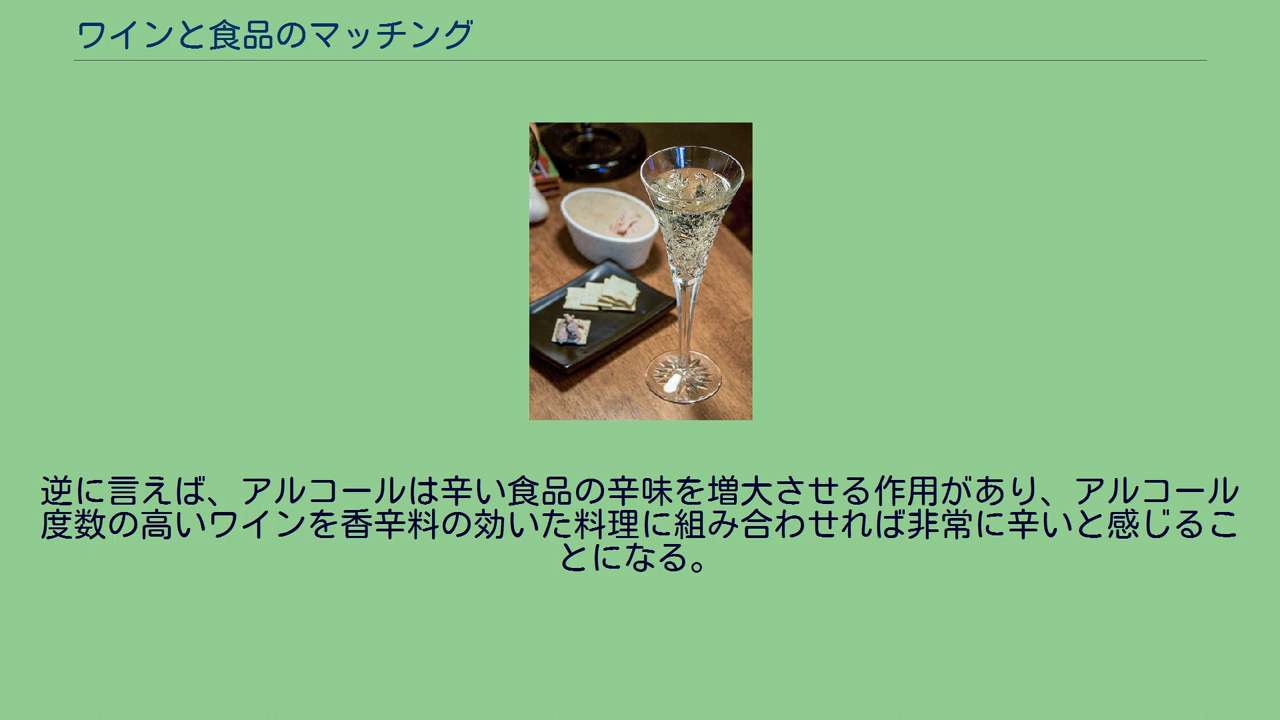 ワインと食品のマッチング
逆に言えば、アルコールは辛い食品の辛味を増大させる作用があり、アルコール
度数の高いワインを香辛料の効いた料理に組み合わせれば非常に辛いと感じるこ
とになる。